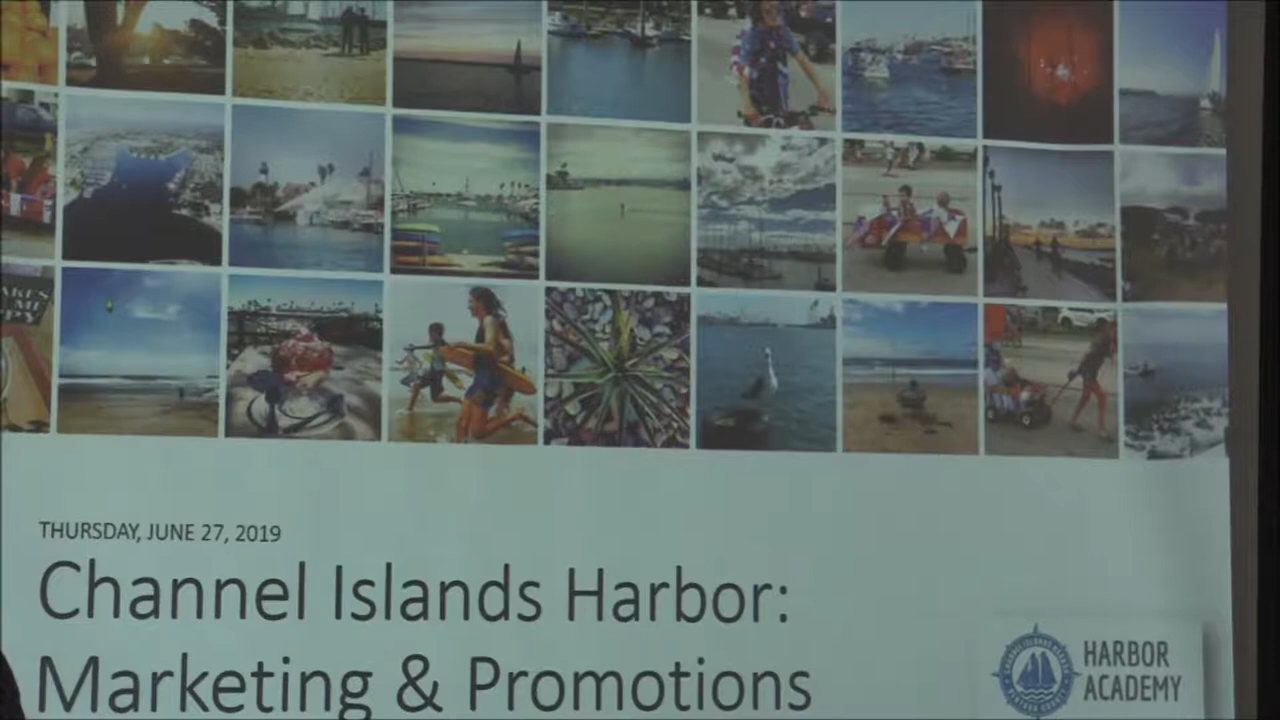 THURSDAY, JUNE 27, 2019
Channel Islands Harbor:
Marketing & Promotions
HARBOR
ACADEMY